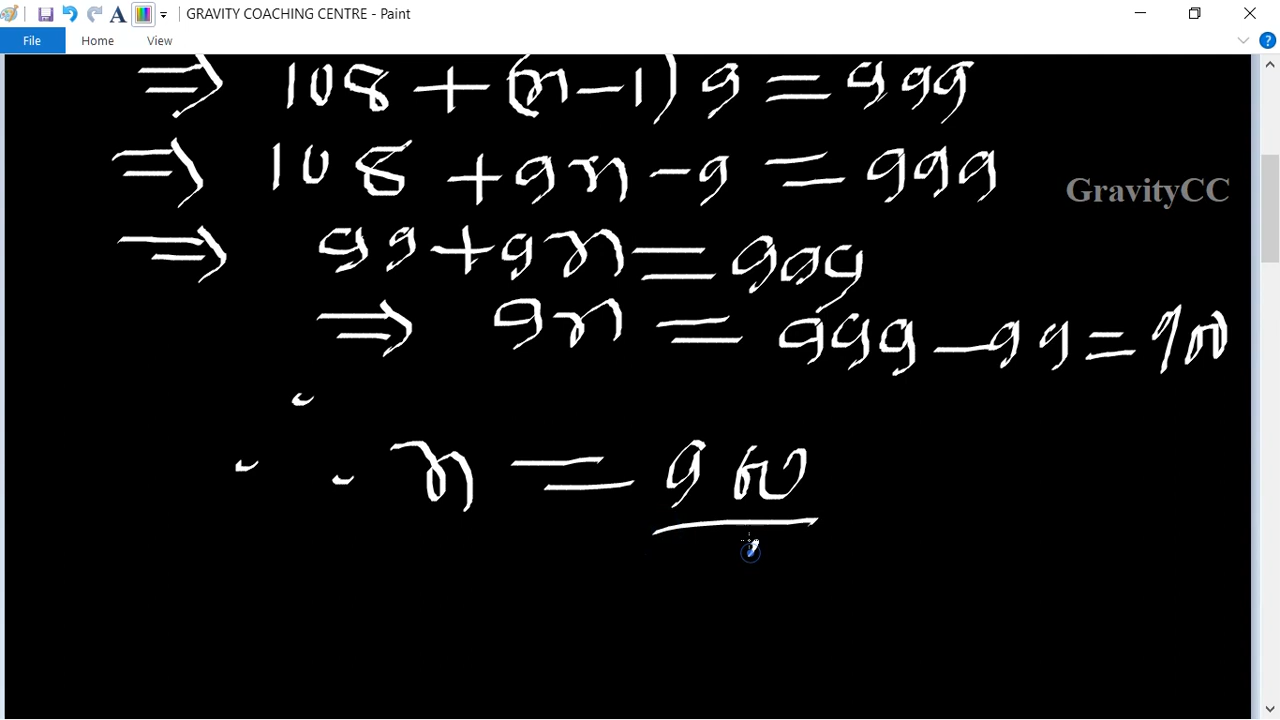 GRAVITY COACHING CENTRE - Paint
File Home View
⇒ 108 + (n - 1) 9 = 999
⇒ 108 + 9n - 9 = 999
GravityCC
⇒ 99 + 9n = 999
⇒ 9n = 999 - 99 = 900
∴ n = 900